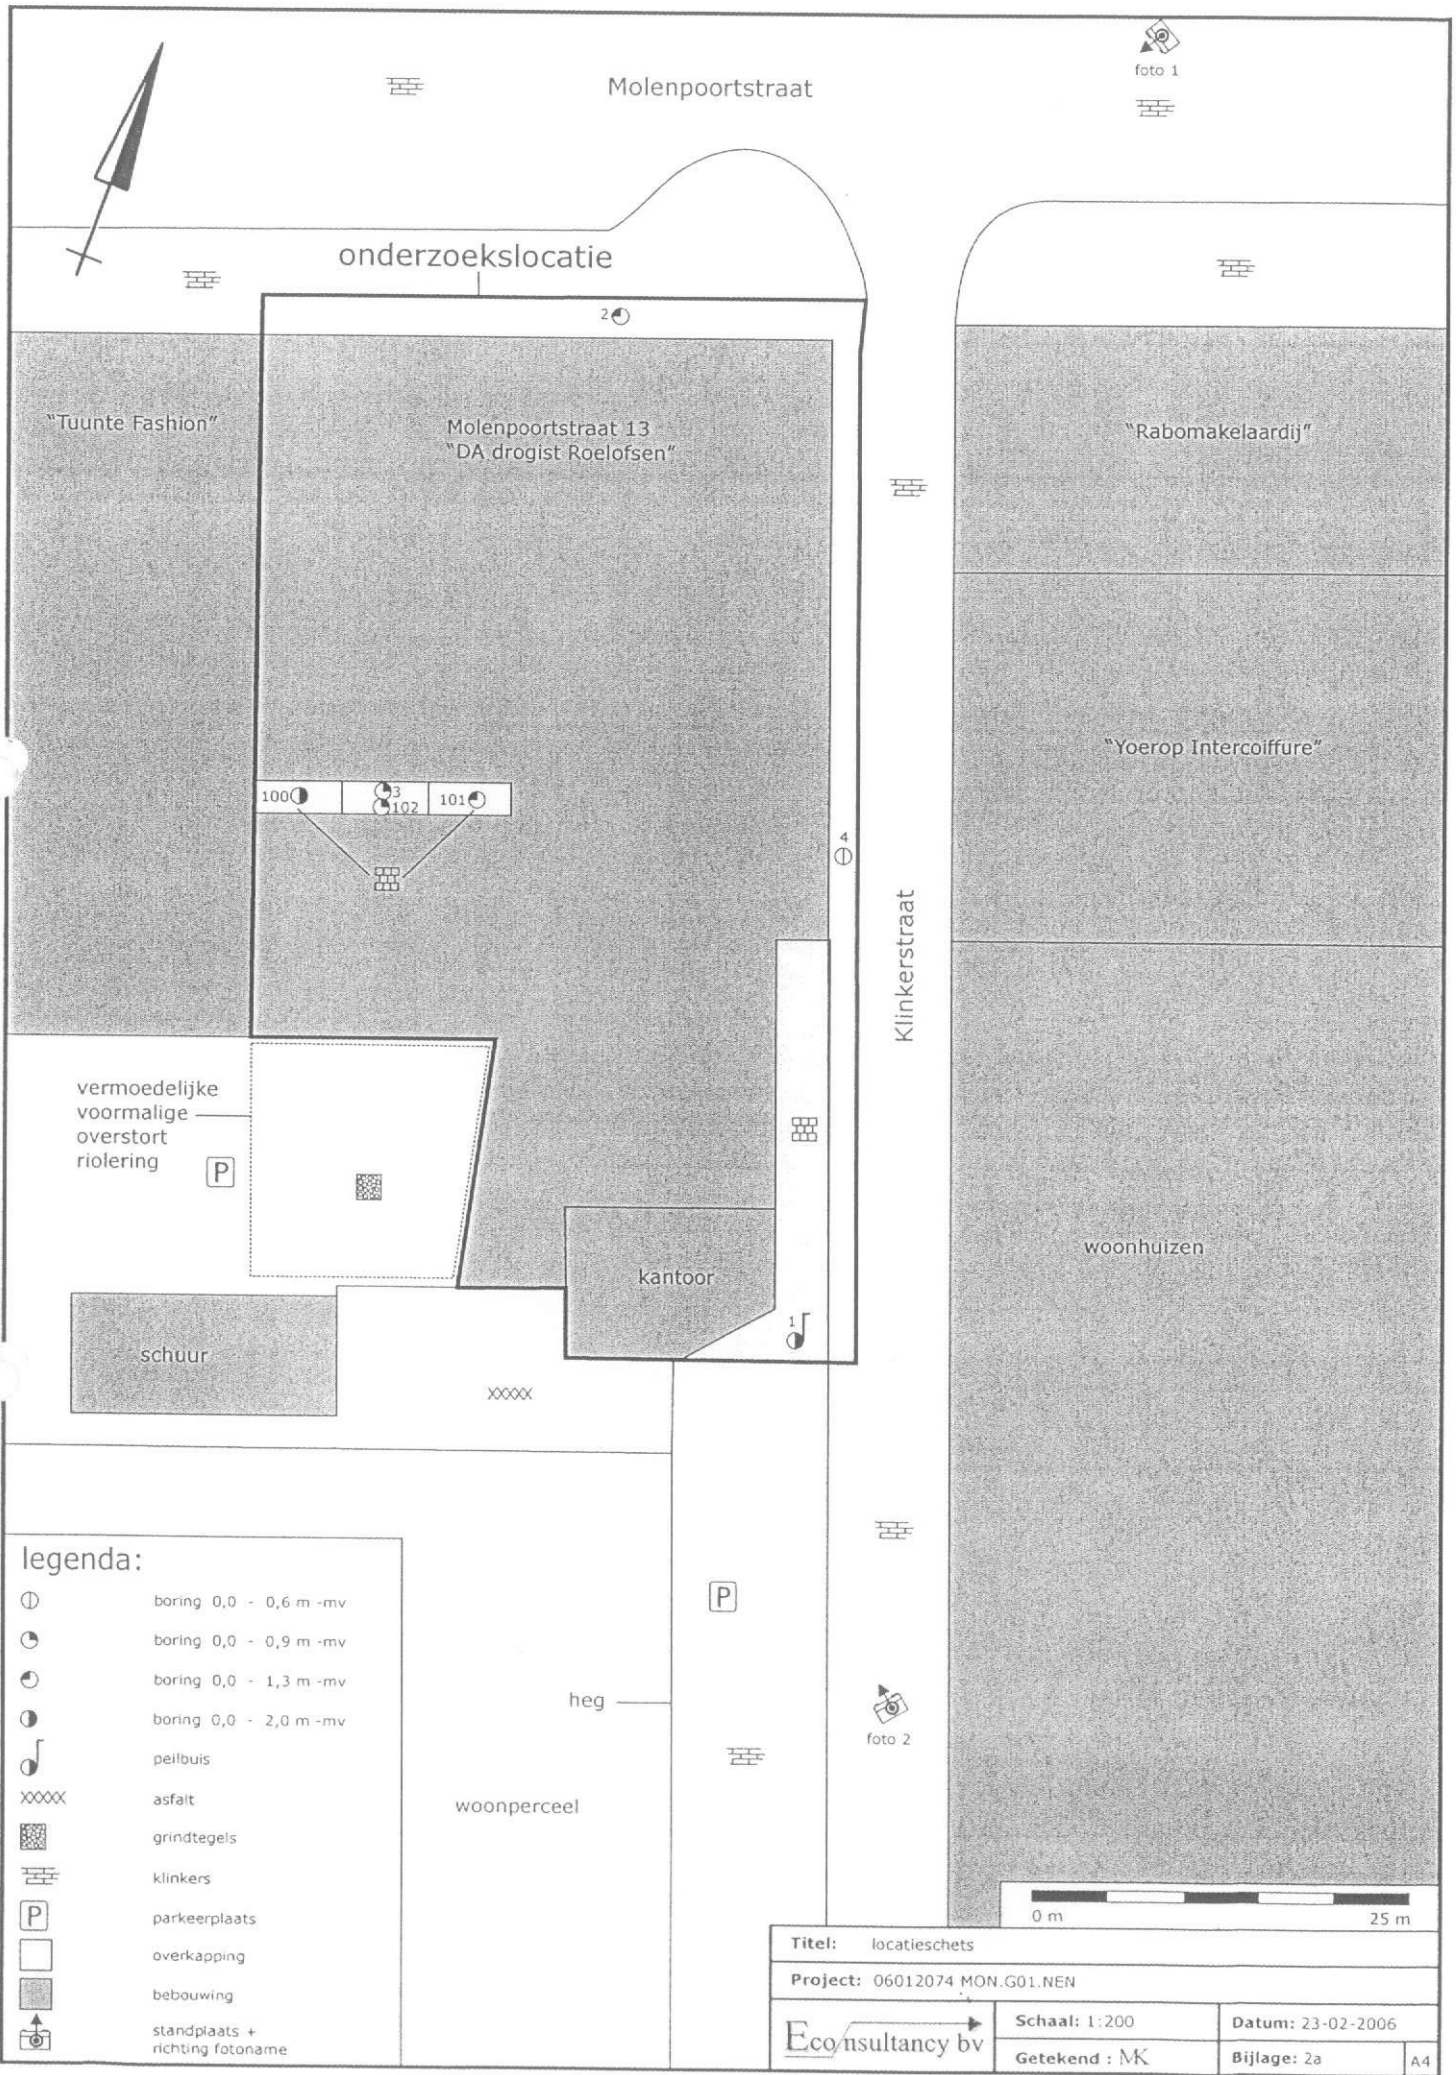 foto 1
Molenpoortstraat
onderzoekslocatie
2
"Tuunte Fashion"
Molenpoortstraat 13
"DA drogist Roelofsen"
"Rabomakelaardij"
"Yoerop Intercoiffure"
100
3
102
101
4
Klinkerstraat
vermoedelijke
voormalige
overstort
riolering
P
woonhuizen
kantoor
1
schuur
XXXXX
P
heg
foto 2
woonperceel
legenda:
boring 0,0 - 0,6 m -mv
boring 0,0 - 0,9 m -mv
boring 0,0 - 1,3 m -mv
boring 0,0 - 2,0 m -mv
peilbuis
XXXXX asfalt
grindtegels
klinkers
P parkeerplaats
overkapping
bebouwing
standplaats +
richting fotoname
0 m 25 m
Titel: locatieschets
Project: 06012074 MON.G01.NEN
Econsultancy bv
Schaal: 1:200
Datum: 23-02-2006
Getekend : MK
Bijlage: 2a
A4